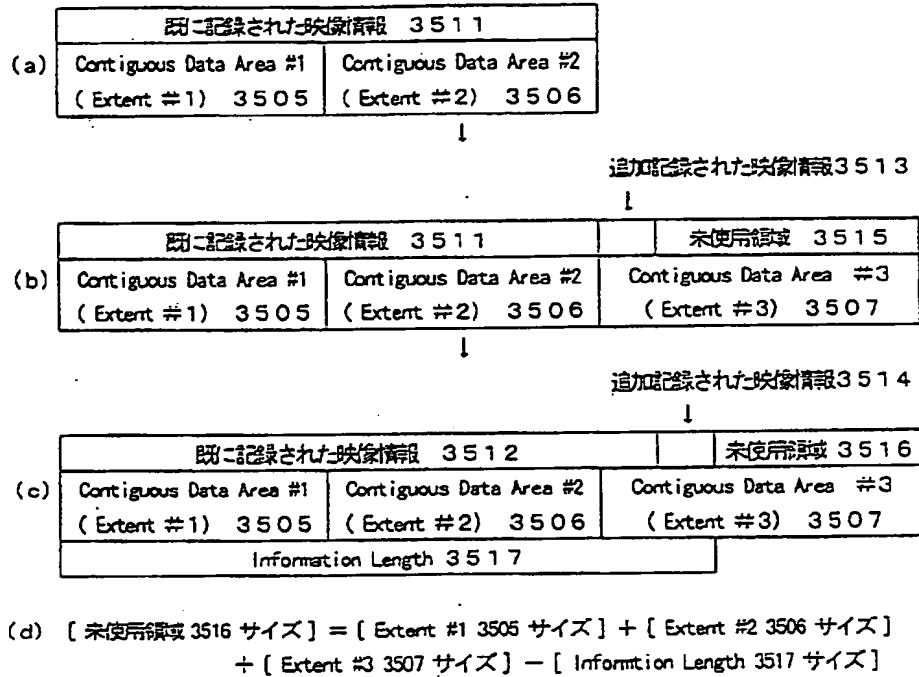 既に記録された映像情報 3511
(a) Contiguous Data Area #1 Contiguous Data Area #2
(Extent #1) 3505 (Extent #2) 3506
↓
追加記録された映像情報3513
↓
既に記録された映像情報 3511 未使用領域 3515
(b) Contiguous Data Area #1 Contiguous Data Area #2 Contiguous Data Area #3
(Extent #1) 3505 (Extent #2) 3506 (Extent #3) 3507
↓
追加記録された映像情報3514
↓
既に記録された映像情報 3512 未使用領域 3516
(c) Contiguous Data Area #1 Contiguous Data Area #2 Contiguous Data Area #3
(Extent #1) 3505 (Extent #2) 3506 (Extent #3) 3507
Information Length 3517
(d) [ 未使用領域 3516 サイズ ] = [ Extent #1 3505 サイズ ] + [ Extent #2 3506 サイズ ]
+ [ Extent #3 3507 サイズ ] − [ Informtion Length 3517 サイズ ]